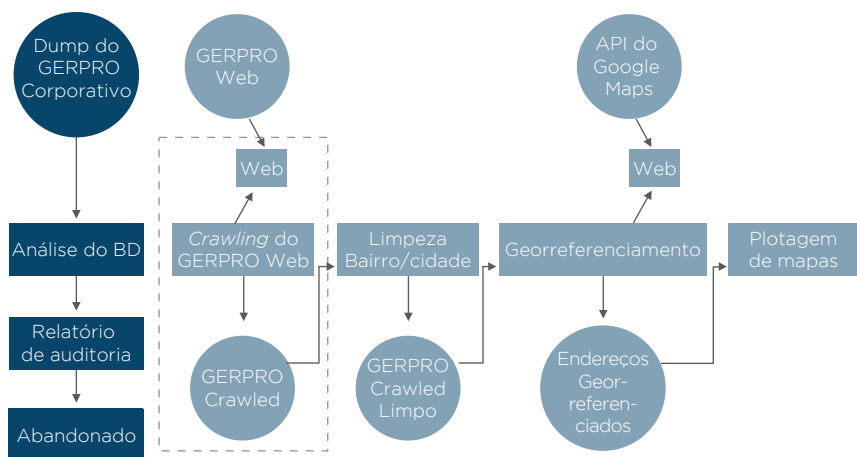 Dump do
GERPRO
Corporativo
Análise do BD
Relatório
de auditoria
Abandonado
GERPRO
Web
Web
Crawling do
GERPRO Web
GERPRO
Crawled
Limpeza
Bairro/cidade
GERPRO
Crawled
Limpo
API do
Google
Maps
Web
Georreferenciamento
Endereços
Geor-
referen-
ciados
Plotagem
de mapas